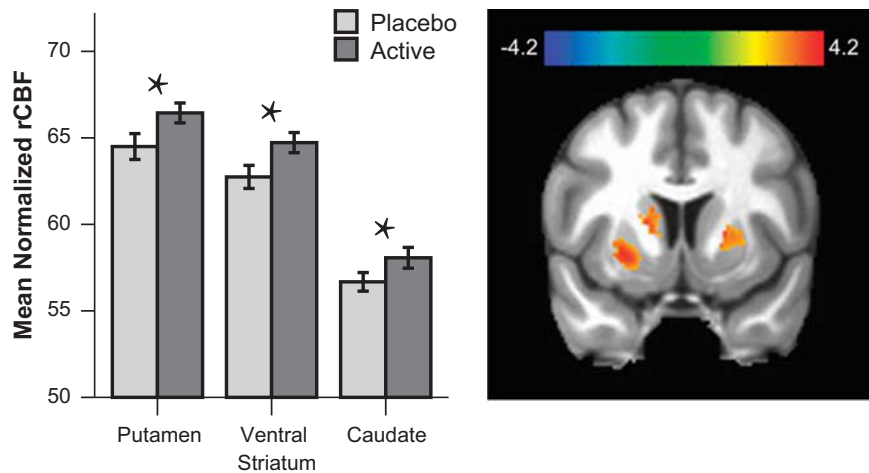 Placebo
Active
Mean Normalized rCBF
70
65
60
55
50
Putamen
Ventral
Striatum
Caudate
-4.2
4.2